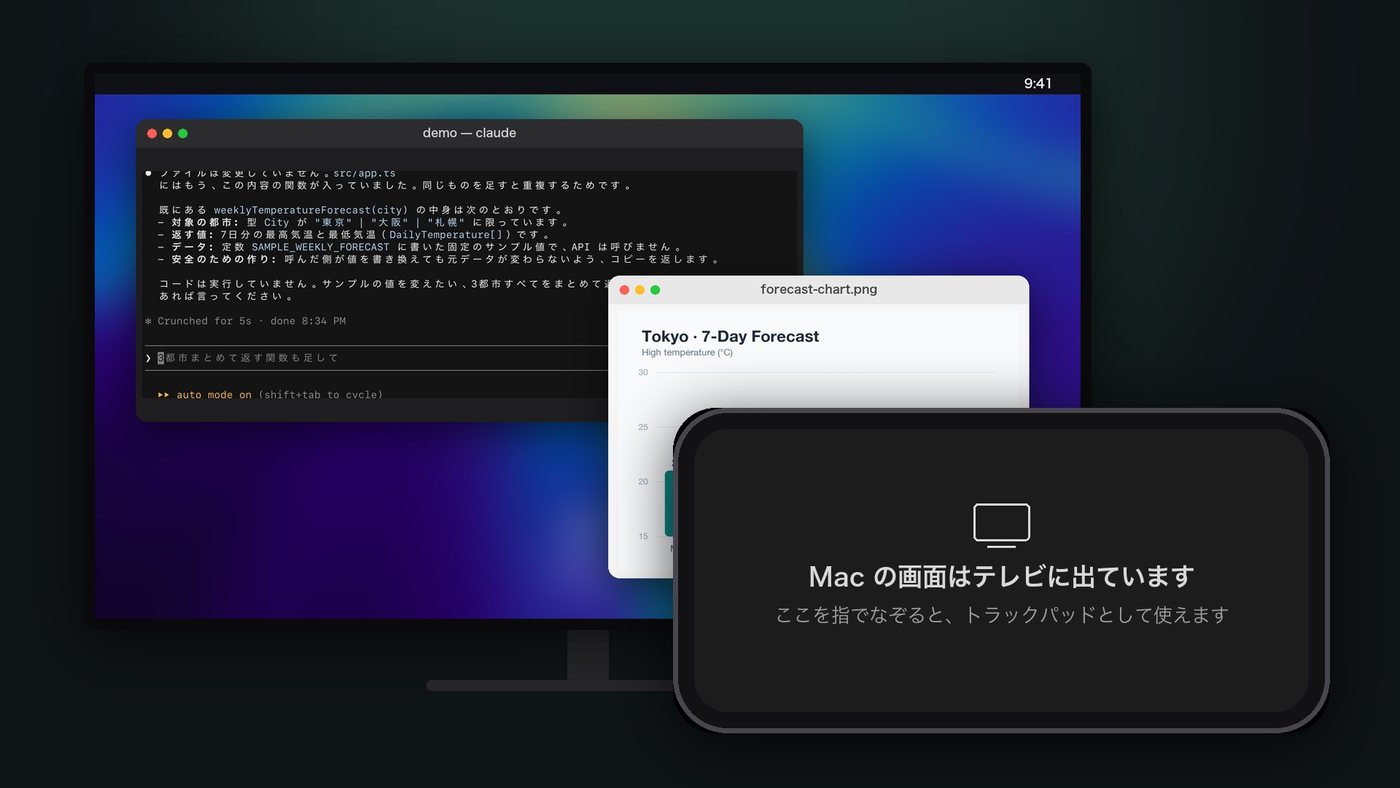 9:41
demo — claude
● ファイルは変更していません。src/app.ts
にはもう、この内容の関数が入っていました。同じものを足すと重複するためです。
既にある weeklyTemperatureForecast(city) の中身は次のとおりです。
- 対象の都市: 型 City が "東京" | "大阪" | "札幌" に限っています。
- 返す値: 7日分の最高気温と最低気温(DailyTemperature[])です。
- データ: 定数 SAMPLE_WEEKLY_FORECAST に書いた固定のサンプル値で、API は呼びません。
- 安全のための作り: 呼んだ側が値を書き換えても元データが変わらないよう、コピーを返します。
コードは実行していません。サンプルの値を変えたい、3都市すべてをまとめて
あれば言ってください。
✻ Crunched for 5s · done 8:34 PM
❯ 3都市まとめて返す関数も足して
⏵⏵ auto mode on (shift+tab to cycle)
forecast-chart.png
Tokyo · 7-Day Forecast
High temperature (°C)
30
25
20
15
Mac の画面はテレビに出ています
ここを指でなぞると、トラックパッドとして使えます